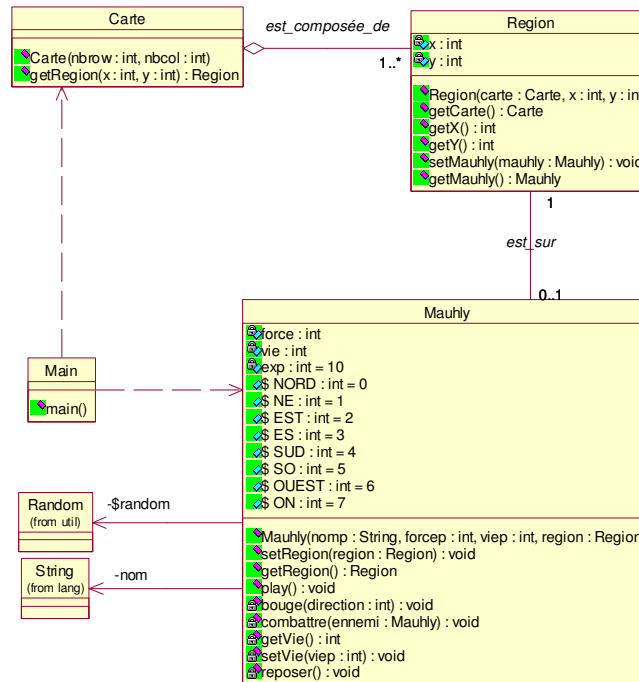 Carte
Carte(nbrow : int, nbcol : int)
getRegion(x : int, y : int) : Region
est_composée_de
1..*
Region
x : int
y : int
Region(carte : Carte, x : int, y : int
getCarte() : Carte
getX() : int
getY() : int
setMauhly(mauhly : Mauhly) : void
getMauhly() : Mauhly
1
est_sur
0..1
Mauhly
force : int
vie : int
exp : int = 10
$ NORD : int = 0
$ NE : int = 1
$ EST : int = 2
$ ES : int = 3
$ SUD : int = 4
$ SO : int = 5
$ OUEST : int = 6
$ ON : int = 7
Mauhly(nomp : String, forcep : int, viep : int, region : Region
setRegion(region : Region) : void
getRegion() : Region
play() : void
bouge(direction : int) : void
combattre(ennemi : Mauhly) : void
getVie() : int
setVie(viep : int) : void
reposer() : void
Main
main()
-$random
Random
(from util)
-nom
String
(from lang)